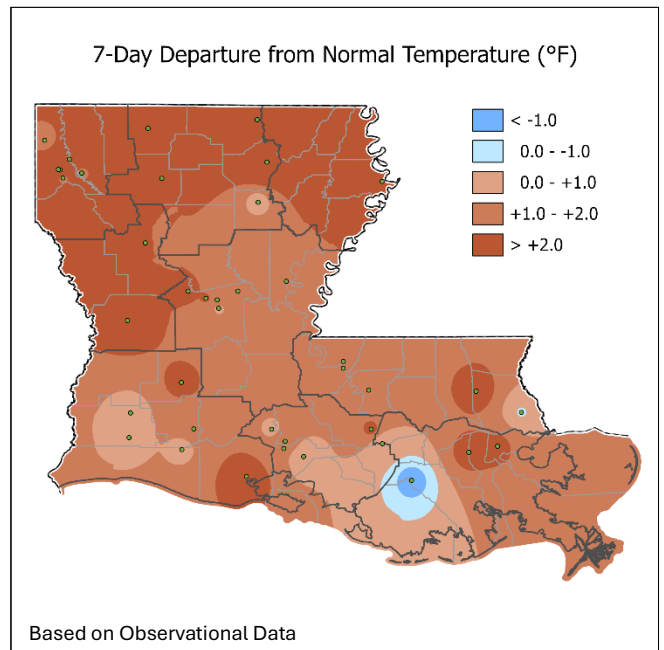 7-Day Departure from Normal Temperature (°F)
< -1.0
0.0 - -1.0
0.0 - +1.0
+1.0 - +2.0
> +2.0
Based on Observational Data